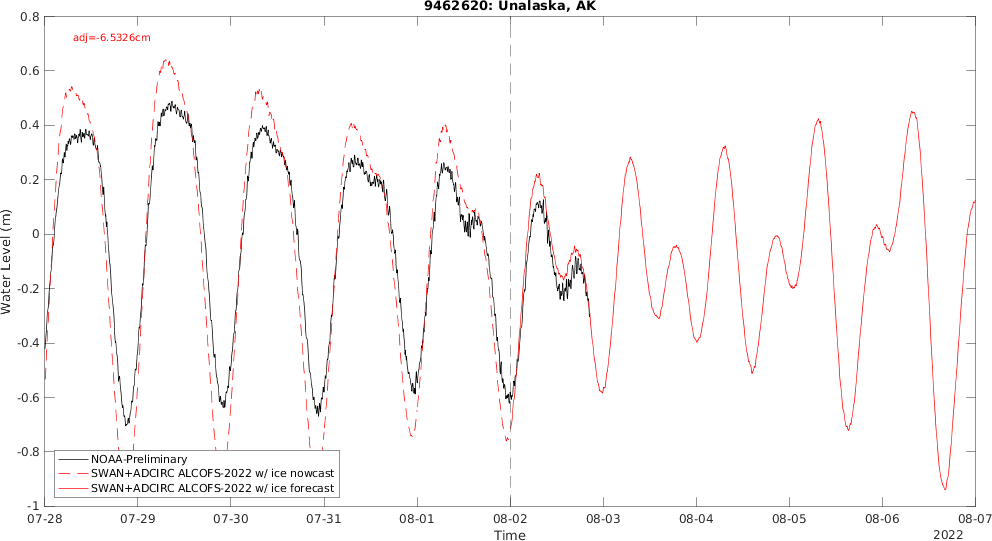 9462620: Unalaska, AK
adj=-6.5326cm
0.8
0.6
0.4
0.2
0
-0.2
-0.4
-0.6
-0.8
-1
Water Level (m)
NOAA-Preliminary
SWAN+ADCIRC ALCOFS-2022 w/ ice nowcast
SWAN+ADCIRC ALCOFS-2022 w/ ice forecast
07-28 07-29 07-30 07-31 08-01 08-02 08-03 08-04 08-05 08-06 08-07
Time
2022